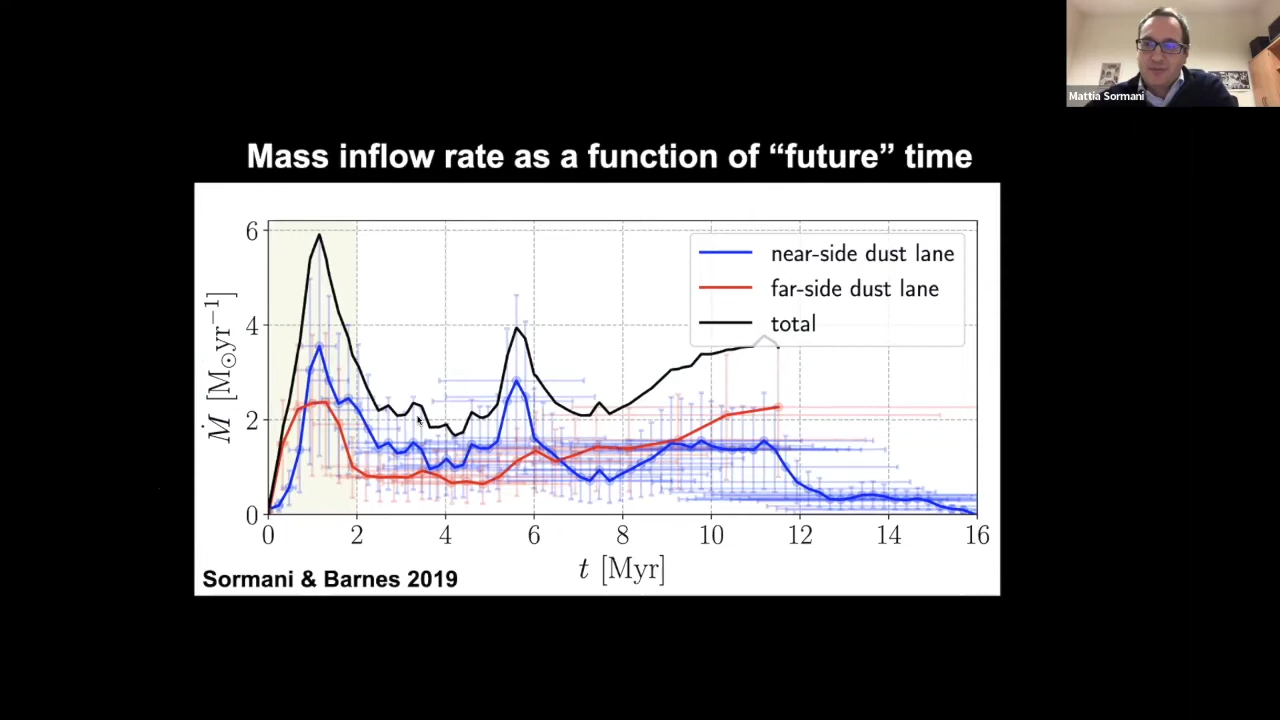 Mattia Sormani
Mass inflow rate as a function of “future” time
near-side dust lane
far-side dust lane
total
Ṁ [M⊙yr⁻¹]
6
4
2
0
0 2 4 6 8 10 12 14 16
t [Myr]
Sormani & Barnes 2019